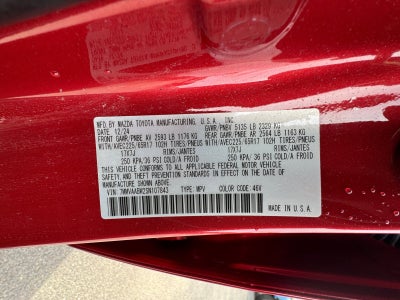 MFD BY MAZDA TOYOTA MANUFACTURING, U.S.A., INC.
DATE: 12/24 GVWR/PNBV 5135 LB 2329 KG
FRONT GAWR/PNBE AV 2593 LB 1176 KG REAR GAWR/PNBE AR 2564 LB 1163 KG
WITH/AVEC225/65R17 102H TIRES/PNEUS WITH/AVEC225/65R17 102H TIRES/PNEUS
17X7J RIMS/JANTES 17X7J RIMS/JANTES
250 KPA/36 PSI COLD/A FROID 250 KPA/36 PSI COLD/A FROID
THIS VEHICLE CONFORMS TO ALL APPLICABLE FEDERAL MOTOR VEHICLE
SAFETY AND THEFT PREVENTION STANDARDS IN EFFECT ON THE DATE OF
MANUFACTURE SHOWN ABOVE.
VIN: 7MMVAABW2SN107843 TYPE: MPV COLOR CODE: 46V
MADE IN U.S.A.